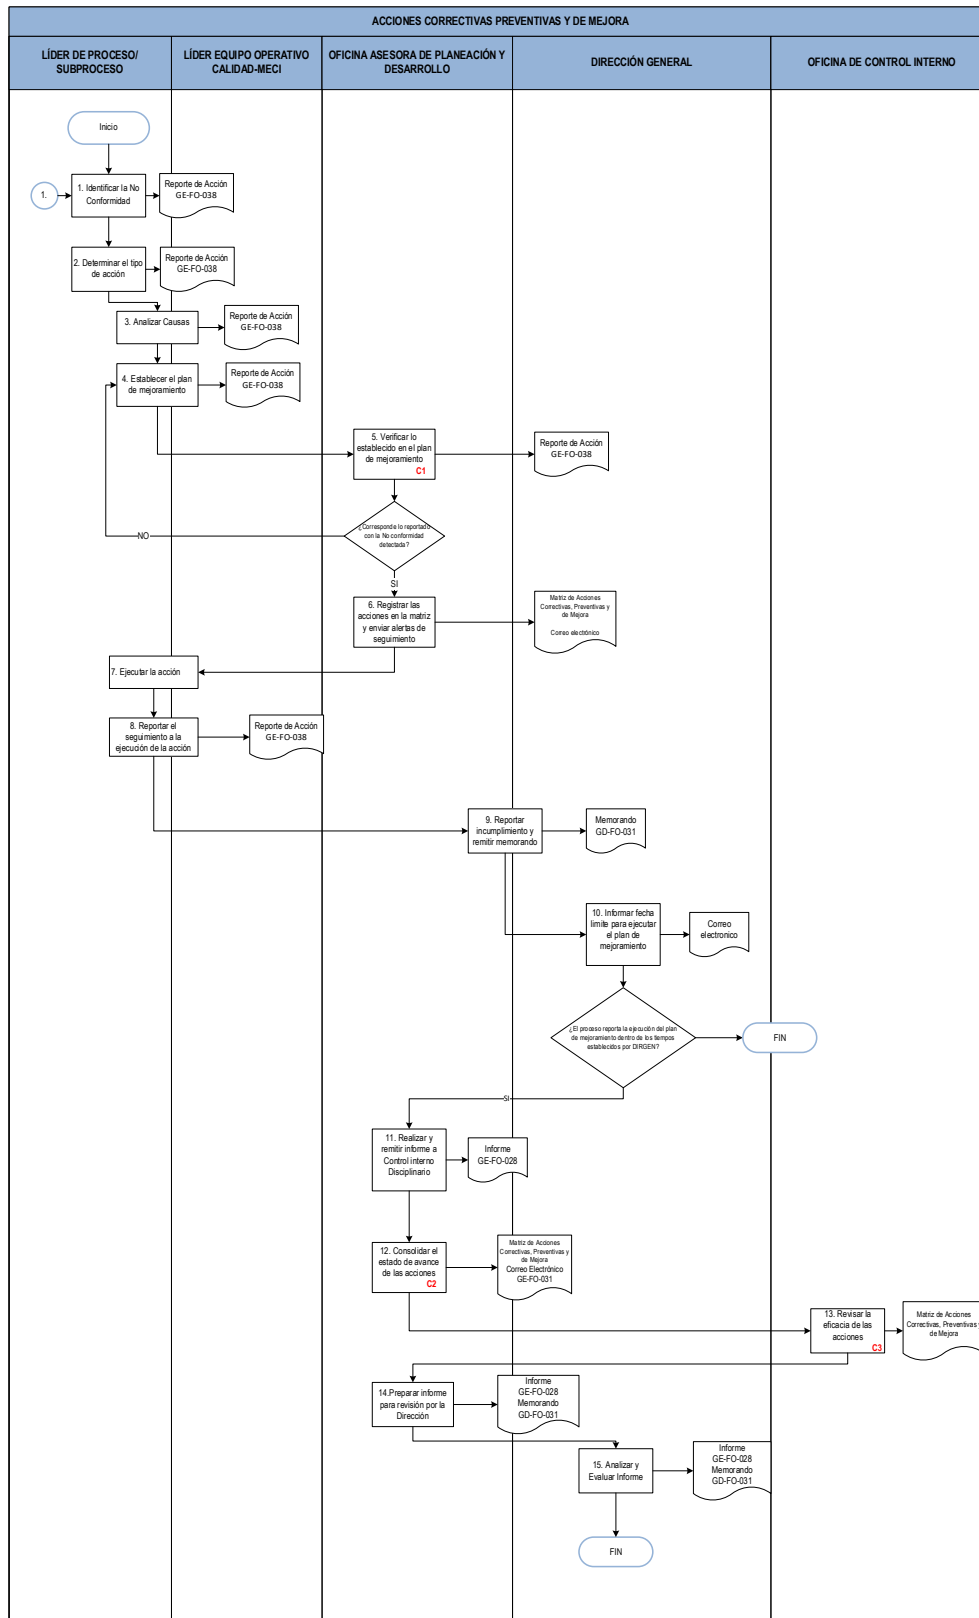 ACCIONES CORRECTIVAS PREVENTIVAS Y DE MEJORA
LÍDER DE PROCESO/
SUBPROCESO
LÍDER EQUIPO OPERATIVO
CALIDAD-MECI
OFICINA ASESORA DE PLANEACIÓN Y
DESARROLLO
DIRECCIÓN GENERAL
OFICINA DE CONTROL INTERNO
Inicio
1.
1. Identificar la No
Conformidad
Reporte de Acción
GE-FO-038
2. Determinar el tipo
de acción
Reporte de Acción
GE-FO-038
3. Analizar Causas
Reporte de Acción
GE-FO-038
4. Establecer el plan
de mejoramiento
Reporte de Acción
GE-FO-038
5. Verificar lo
establecido en el plan
de mejoramiento
C1
Reporte de Acción
GE-FO-038
¿Corresponde lo reportado
con la No conformidad
detectada?
NO
SI
6. Registrar las
acciones en la matriz
y enviar alertas de
seguimiento
Matriz de Acciones
Correctivas, Preventivas y
de Mejora
Correo electrónico
7. Ejecutar la acción
8. Reportar el
seguimiento a la
ejecución de la acción
Reporte de Acción
GE-FO-038
9. Reportar
incumplimiento y
remitir memorando
Memorando
GD-FO-031
10. Informar fecha
limite para ejecutar
el plan de
mejoramiento
Correo
electronico
¿El proceso reporta la ejecución del plan
de mejoramiento dentro de los tiempos
establecidos por DIRGEN?
FIN
SI
11. Realizar y
remitir informe a
Control interno
Disciplinario
Informe
GE-FO-028
12. Consolidar el
estado de avance
de las acciones
C2
Matriz de Acciones
Correctivas, Preventivas y
de Mejora
Correo Electrónico
GE-FO-031
13. Revisar la
eficacia de las
acciones
C3
Matriz de Acciones
Correctivas, Preventivas y
de Mejora
14.Preparar informe
para revisión por la
Dirección
Informe
GE-FO-028
Memorando
GD-FO-031
15. Analizar y
Evaluar Informe
Informe
GE-FO-028
Memorando
GD-FO-031
FIN